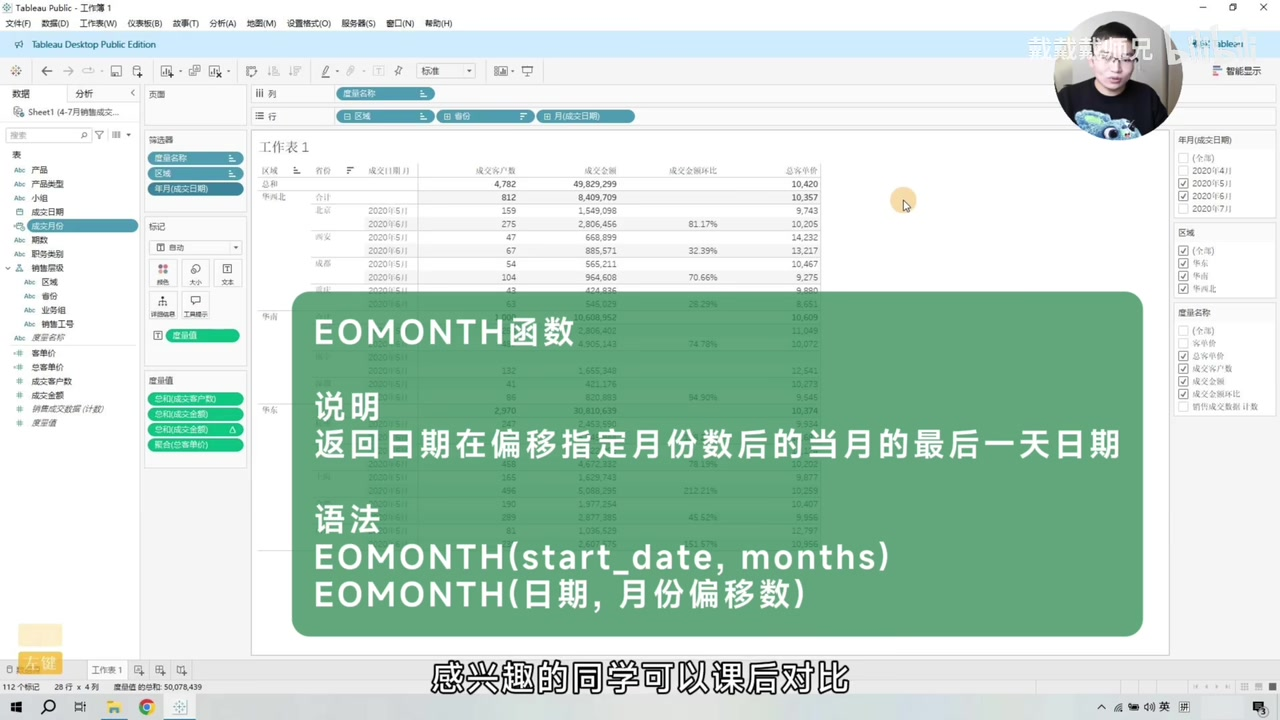 Tableau Public - 工作簿 1
文件(F) 数据(D) 工作表(W) 仪表板(B) 故事(T) 分析(A) 地图(M) 设置格式(O) 服务器(S) 窗口(N) 帮助(H)
Tableau Desktop Public Edition
戴戴戴师兄
标准
智能显示
数据 分析
页面
列 度量名称
行 区域 省份 月(成交日期)
Sheet1 (4-7月销售成交...
搜索
表
Abc 产品
Abc 产品类型
Abc 小组
成交日期
成交月份
Abc 期数
Abc 职务类别
销售层级
Abc 区域
Abc 省份
Abc 业务组
Abc 销售工号
Abc 度量名称
客单价
总客单价
成交客户数
成交金额
销售成交数据 (计数)
度量值
筛选器
度量名称
区域
年月(成交日期)
标记
自动
颜色 大小 文本
详细信息 工具提示
度量值
度量值
总和(成交客户数)
总和(成交金额)
总和(成交金额)
聚合(总客单价)
工作表 1
区域 省份 成交日期 月 成交客户数 成交金额 成交金额环比 总客单价
总和 4,782 49,829,299 10,420
华西北 合计 812 8,409,709 10,357
北京 2020年5月 159 1,549,098 9,743
2020年6月 275 2,806,456 81.17% 10,205
西安 2020年5月 47 668,899 14,232
2020年6月 67 885,571 32.39% 13,217
成都 2020年5月 54 565,211 10,467
2020年6月 104 964,608 70.66% 9,275
EOMONTH函数
说明
返回日期在偏移指定月份数后的当月的最后一天日期
语法
EOMONTH(start_date, months)
EOMONTH(日期, 月份偏移数)
年月(成交日期)
(全部)
2020年4月
2020年5月
2020年6月
2020年7月
区域
(全部)
华东
华南
华西北
度量名称
(全部)
客单价
总客单价
成交客户数
成交金额
成交金额环比
销售成交数据 计数
左键
感兴趣的同学可以课后对比
工作表 1
112 个标记 28 行 x 4 列 度量值 的总和: 50,078,439
英 拼